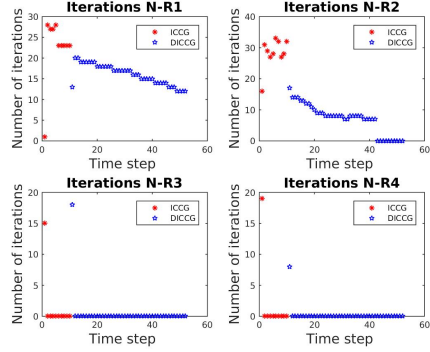 Iterations N-R1
Number of iterations
30
25
20
15
10
5
0
ICCG
DICCG
0 20 40 60
Time step
Iterations N-R2
Number of iterations
40
30
20
10
0
ICCG
DICCG
0 20 40 60
Time step
Iterations N-R3
Number of iterations
20
15
10
5
0
ICCG
DICCG
0 20 40 60
Time step
Iterations N-R4
Number of iterations
20
15
10
5
0
ICCG
DICCG
0 20 40 60
Time step